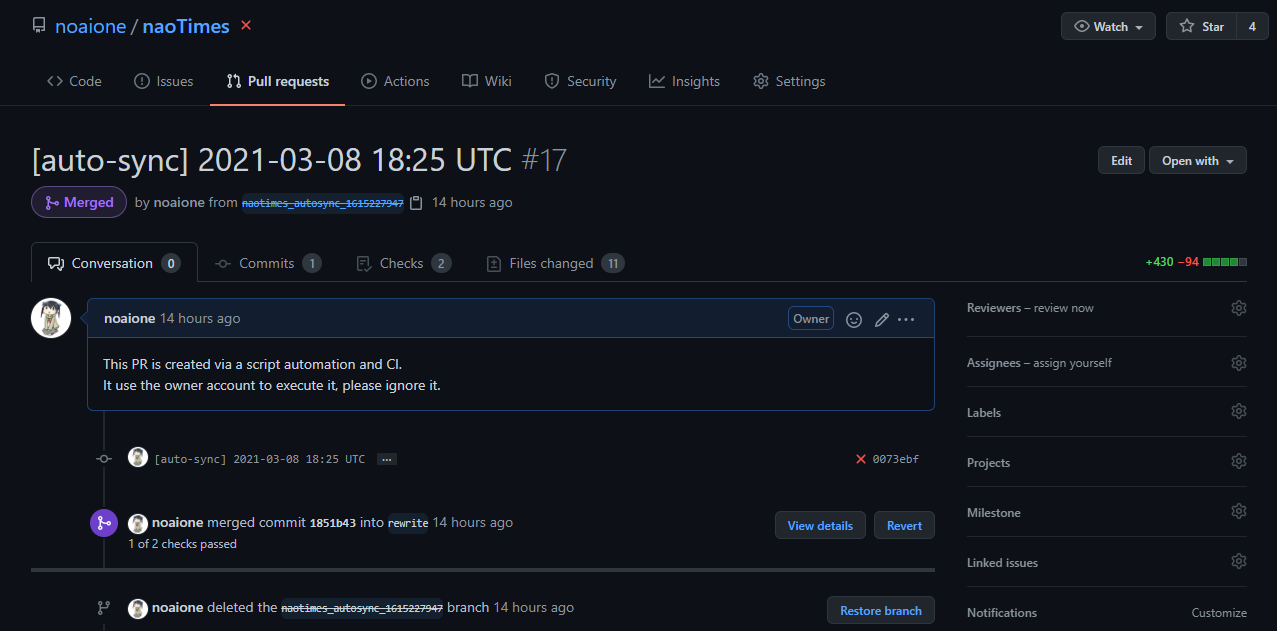 noaione / naoTimes
Watch
Star 4
Code Issues Pull requests Actions Wiki Security Insights Settings
[auto-sync] 2021-03-08 18:25 UTC #17
Edit Open with
Merged by noaione from naotimes_autosync_1615227947 14 hours ago
Conversation 0 Commits 1 Checks 2 Files changed 11
+430 −94
noaione 14 hours ago Owner
This PR is created via a script automation and CI.
It use the owner account to execute it, please ignore it.
[auto-sync] 2021-03-08 18:25 UTC ... 0073ebf
noaione merged commit 1851b43 into rewrite 14 hours ago
View details Revert
1 of 2 checks passed
noaione deleted the naotimes_autosync_1615227947 branch 14 hours ago
Restore branch
Reviewers – review now
Assignees – assign yourself
Labels
Projects
Milestone
Linked issues
Notifications Customize